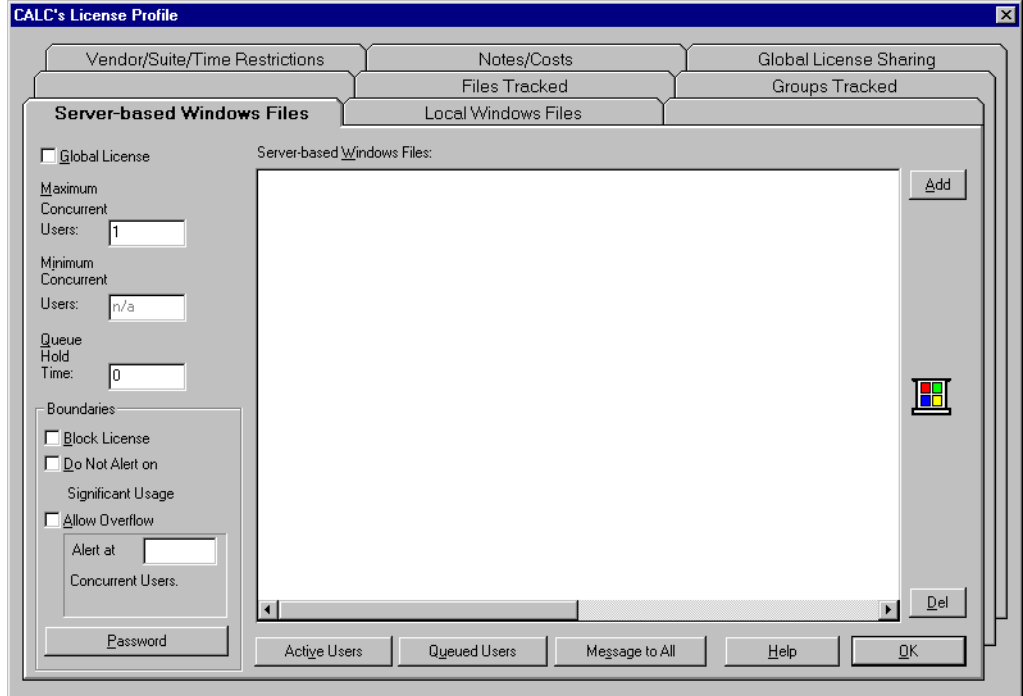 CALC's License Profile
Vendor/Suite/Time Restrictions
Notes/Costs
Global License Sharing
Files Tracked
Groups Tracked
Server-based Windows Files
Local Windows Files
Global License
Server-based Windows Files:
Add
Maximum
Concurrent
Users:
1
Minimum
Concurrent
Users:
n/a
Queue
Hold
Time:
0
Boundaries
Block License
Do Not Alert on
Significant Usage
Allow Overflow
Alert at
Concurrent Users.
Password
Del
Active Users
Queued Users
Message to All
Help
OK